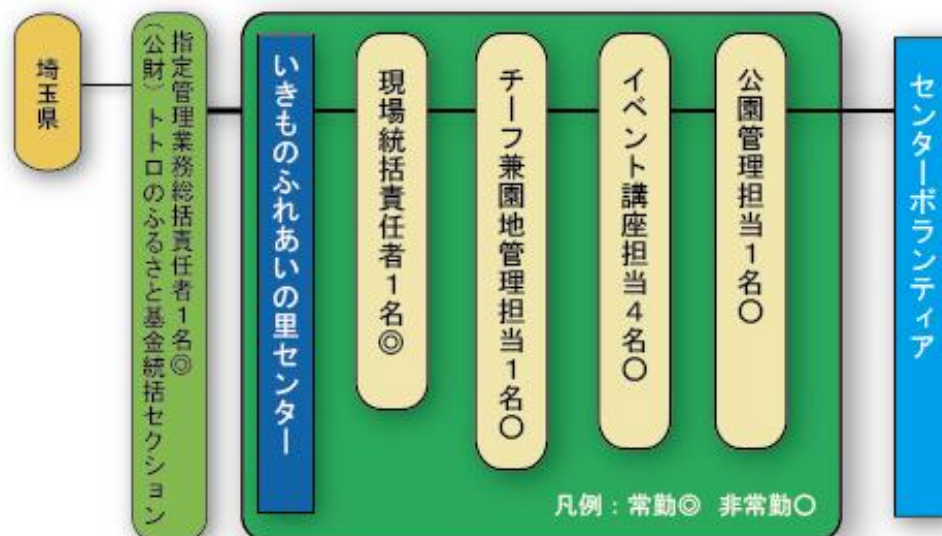 埼玉県
指定管理業務総括責任者1名◎
(公財)トトロのふるさと基金統括セクション
いきものふれあいの里センター
現場統括責任者1名◎
チーフ兼園地管理担当1名〇
イベント講座担当4名〇
公園管理担当1名〇
センターボランティア
凡例：常勤◎ 非常勤〇